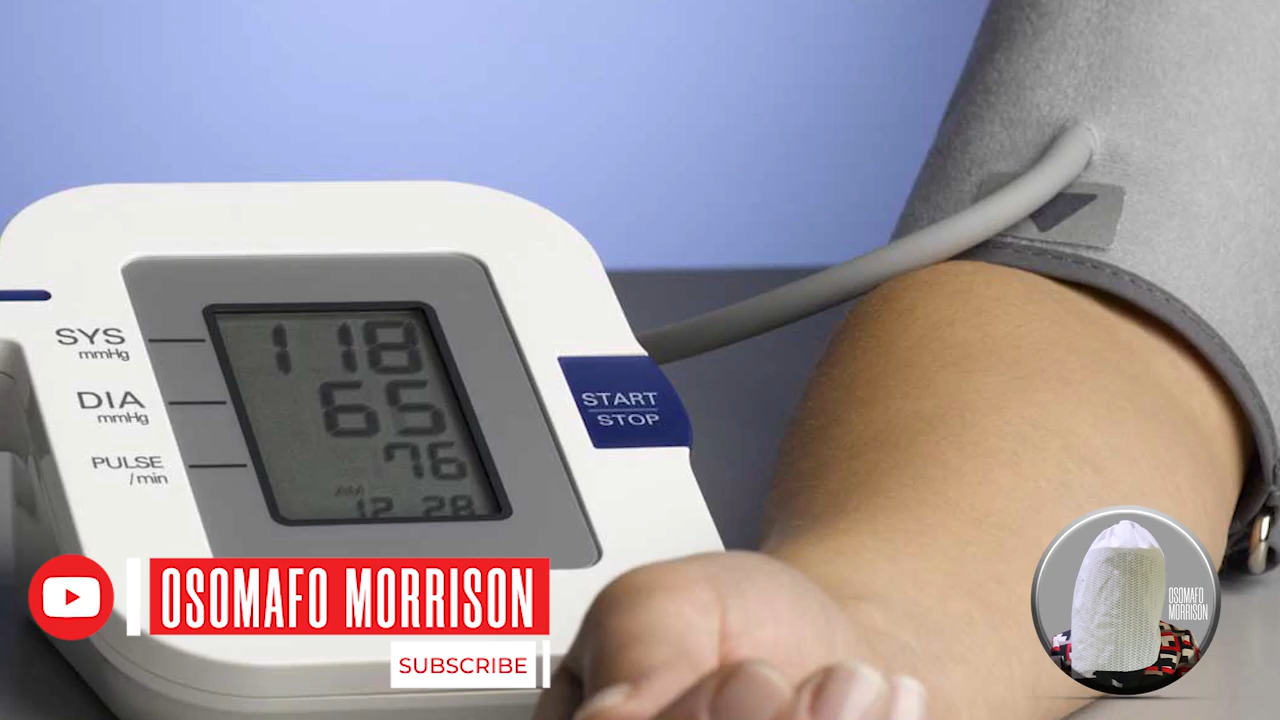 118
SYS
mmHg
65
DIA
mmHg
76
PULSE
/min
AM
12 28
START
STOP
OSOMAFO MORRISON
SUBSCRIBE
OSOMAFO
MORRISON